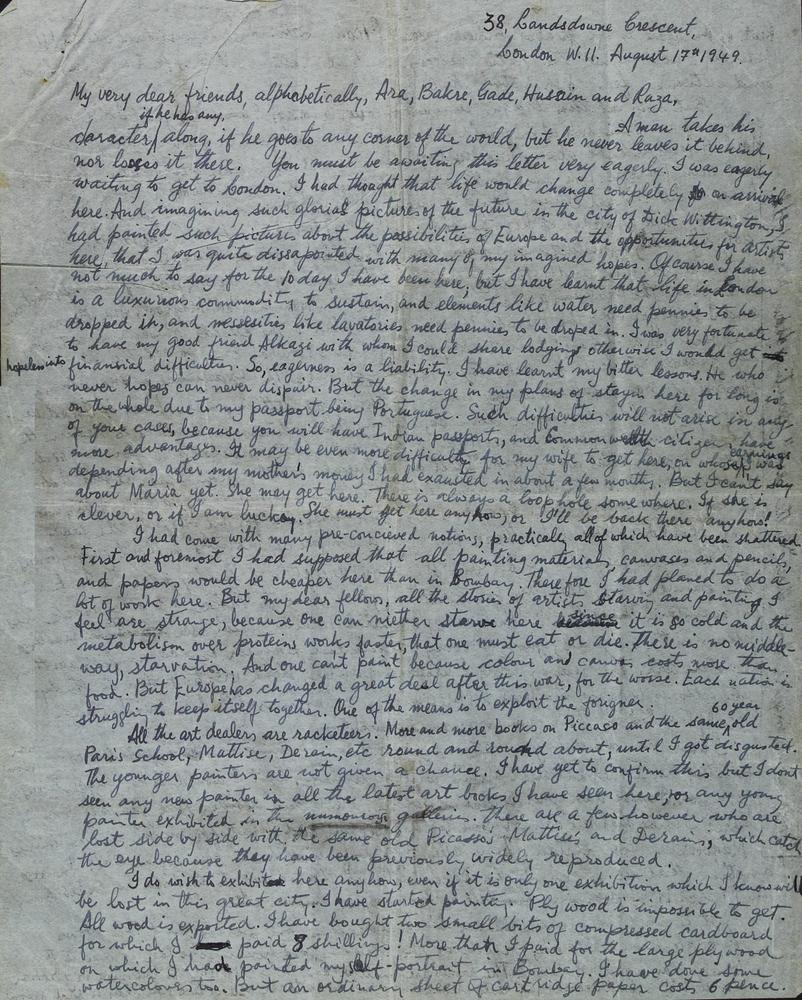 38, Landsdowne Crescent,
London W.11. August 17th 1949.
My very dear friends, alphabetically, Ara, Bakre, Gade, Hussain and Raza,
if he has any,
A man takes his
caracter / along, if he goes to any corner of the world, but he never leaves it behind,
nor losses it there. You must be awaiting this letter very eagerly. I was eagerly
waiting to get to London. I had thought that life would change completely on arrival
here. And imagining such glorias pictures of the future in the city of Dick Wittington, I
had painted such pictures about the possibilities of Europe and the opportunities for artists
here, that I was quite dissapointed with many of my imagined hopes. Of course I have
not much to say for the 10 day I have been here, but I have learnt that life in London
is a luxurious commudity to sustain, and elements like water need pennies to be
dropped in, and nessesities like lavatories need pennies to be droped in. I was very fortunate
to have my good friend Alkazi with whom I could share lodgings otherwise I would get
hopeless into financial difficulties. So, eagerness is a liability. I have learnt my bitter lessons. He who
never hopes can never dispair. But the change in my plans of stayin here for long is
on the whole due to my passport being Portuguese. Such difficulties will not arise in any
of your cases, because you will have Indian passports, and Commonwealth citizens have
more advantages. It may be even more difficult for my wife to get here, on whose earnings I was
depending after my mother's money I had exausted in about a few months. But I can't say
about Maria yet. She may get here. There is always a loophole somewhere. If she is
clever, or if I am luckey. She must get here anyhow, or I'll be back there anyhow!
I had come with many pre-concieved notions, practically all of which have been shattered.
First and foremost I had supposed that all painting materials, canvases and pencils,
and papers would be cheaper here than in Bombay. Therefore I had planed to do a
lot of work here. But my dear fellows, all the stories of artists starving and painting I
feel are strange, because one can niether starve here it is so cold and the
metabolism over proteins works faster, that one must eat or die. There is no middle-
way, starvation. And one cant paint because colour and canvas costs more than
food. But Europe has changed a great deal after this war, for the worse. Each nation is
struggling to keep itself together. One of the means is to exploit the forigner.
60 year
All the art dealers are racketeers. More and more books on Piccaso and the same, old
Paris School, Mattise, Derain, etc round and round about, until I got disgusted.
The younger painters are not given a chance. I have yet to confirm this but I dont
seen any new painter in all the latest art books I have seen here, or any young
painter exhibited in the numourous galleries. There are a few however who are
lost side by side with the same old Picasso's Mattises and Derains, which catch
the eye because they have been previously widely reproduced.
I do wish to exhibit here anyhow, even if it is only one exhibition which I know will
be lost in this great city. I have started painting. Ply wood is impossible to get.
All wood is exported. I have bought two small bits of compressed cardboard
for which I paid 8 shillings! More than I paid for the large plywood
on which I had painted my self-portrait in Bombay. I have done some
watercolours too. But an ordinary sheet of cartridge paper costs 6 pence.